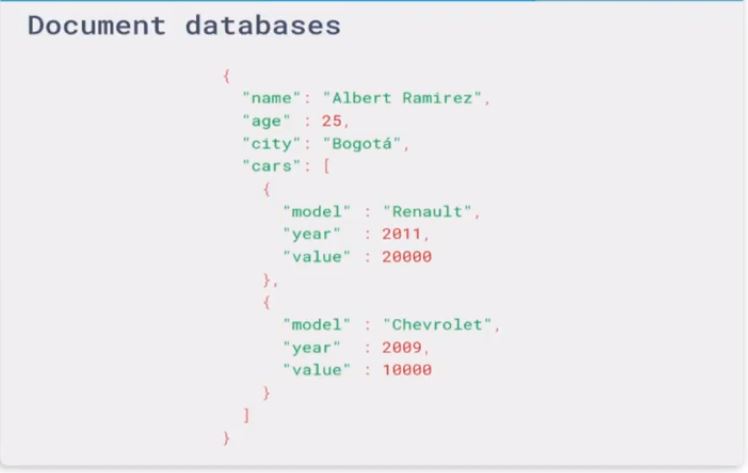 Document databases
{
"name": "Albert Ramirez",
"age" : 25,
"city": "Bogotá",
"cars": [
{
"model" : "Renault",
"year" : 2011,
"value" : 20000
},
{
"model" : "Chevrolet",
"year" : 2009,
"value" : 10000
}
]
}